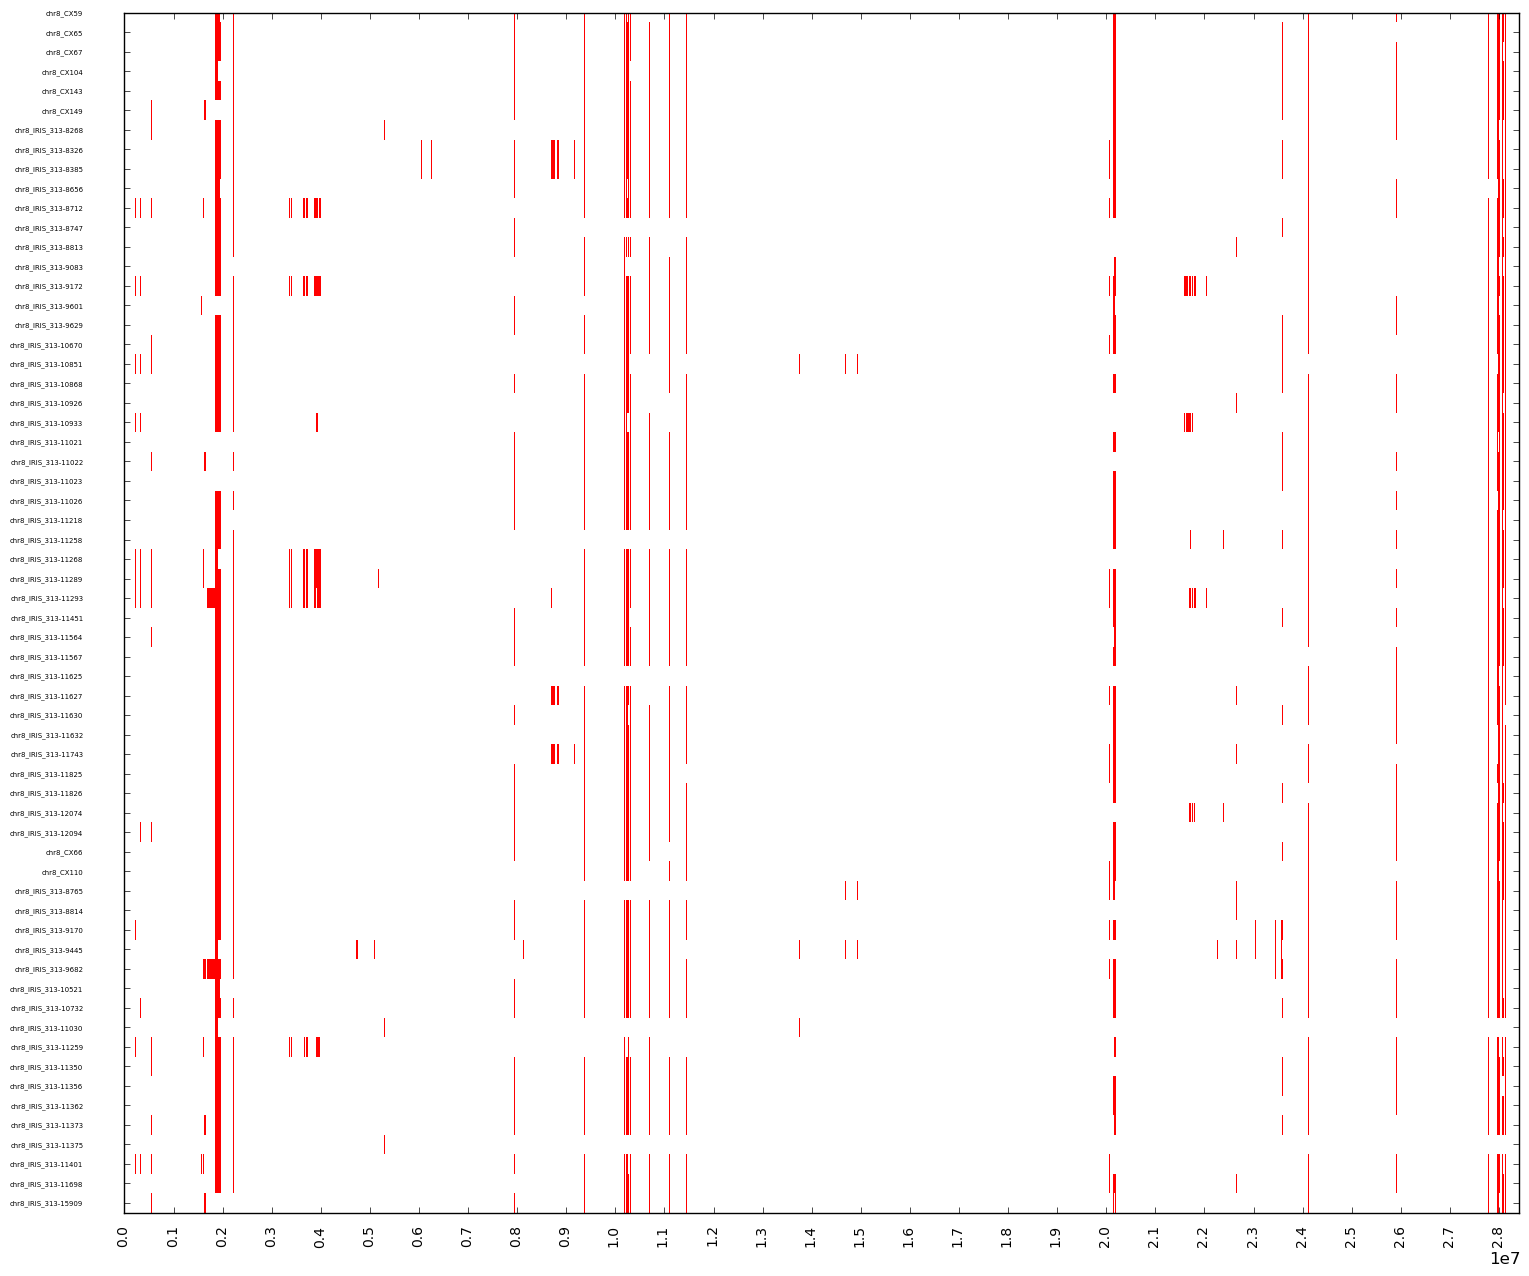 chr8_CX59
chr8_CX65
chr8_CX67
chr8_CX104
chr8_CX143
chr8_CX149
chr8_IRIS_313-8268
chr8_IRIS_313-8326
chr8_IRIS_313-8385
chr8_IRIS_313-8656
chr8_IRIS_313-8712
chr8_IRIS_313-8747
chr8_IRIS_313-8813
chr8_IRIS_313-9083
chr8_IRIS_313-9172
chr8_IRIS_313-9601
chr8_IRIS_313-9629
chr8_IRIS_313-10670
chr8_IRIS_313-10851
chr8_IRIS_313-10868
chr8_IRIS_313-10926
chr8_IRIS_313-10933
chr8_IRIS_313-11021
chr8_IRIS_313-11022
chr8_IRIS_313-11023
chr8_IRIS_313-11026
chr8_IRIS_313-11218
chr8_IRIS_313-11258
chr8_IRIS_313-11268
chr8_IRIS_313-11289
chr8_IRIS_313-11293
chr8_IRIS_313-11451
chr8_IRIS_313-11564
chr8_IRIS_313-11567
chr8_IRIS_313-11625
chr8_IRIS_313-11627
chr8_IRIS_313-11630
chr8_IRIS_313-11632
chr8_IRIS_313-11743
chr8_IRIS_313-11825
chr8_IRIS_313-11826
chr8_IRIS_313-12074
chr8_IRIS_313-12094
chr8_CX66
chr8_CX110
chr8_IRIS_313-8765
chr8_IRIS_313-8814
chr8_IRIS_313-9170
chr8_IRIS_313-9445
chr8_IRIS_313-9682
chr8_IRIS_313-10521
chr8_IRIS_313-10732
chr8_IRIS_313-11030
chr8_IRIS_313-11259
chr8_IRIS_313-11350
chr8_IRIS_313-11356
chr8_IRIS_313-11362
chr8_IRIS_313-11373
chr8_IRIS_313-11375
chr8_IRIS_313-11401
chr8_IRIS_313-11698
chr8_IRIS_313-15909
0.0 0.1 0.2 0.3 0.4 0.5 0.6 0.7 0.8 0.9 1.0 1.1 1.2 1.3 1.4 1.5 1.6 1.7 1.8 1.9 2.0 2.1 2.2 2.3 2.4 2.5 2.6 2.7 2.8
1e7